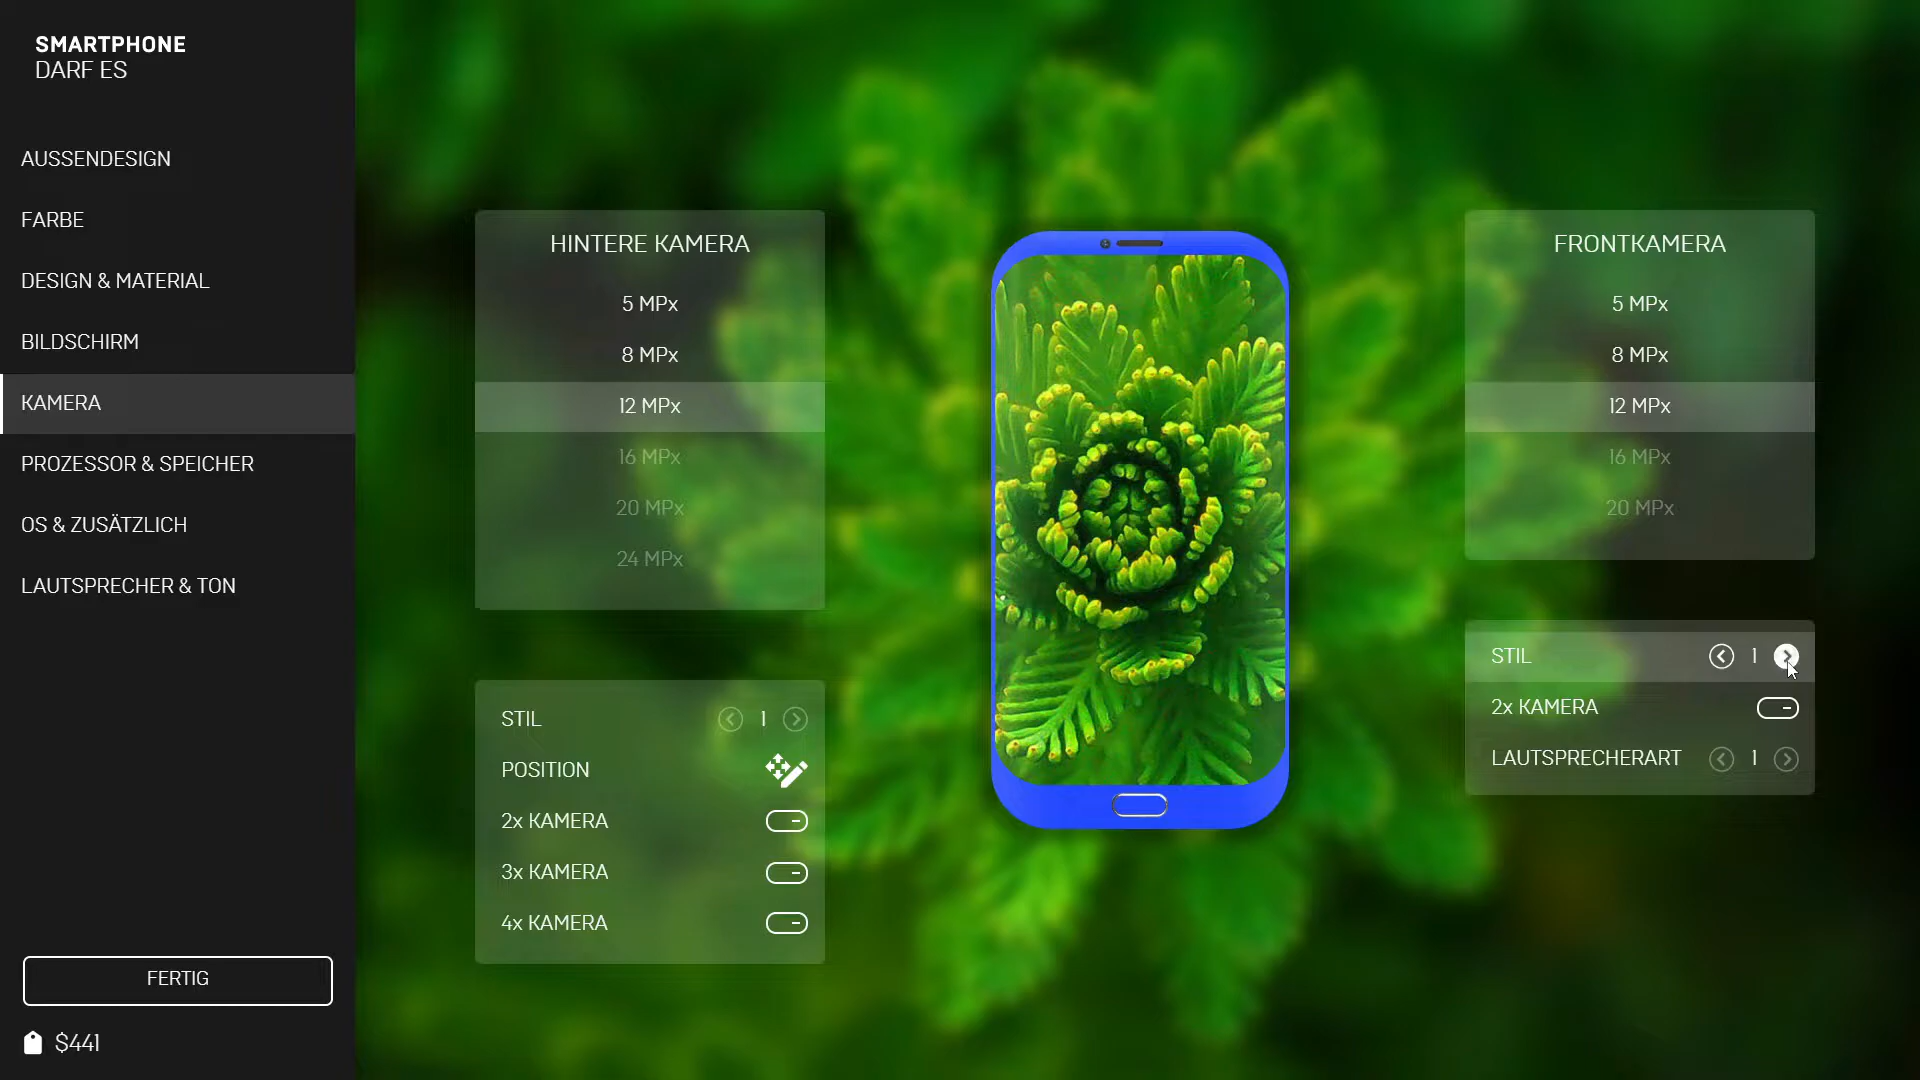 SMARTPHONE
DARF ES
AUSSENDESIGN
FARBE
DESIGN & MATERIAL
BILDSCHIRM
KAMERA
PROZESSOR & SPEICHER
OS & ZUSÄTZLICH
LAUTSPRECHER & TON
FERTIG
$441
HINTERE KAMERA
5 MPx
8 MPx
12 MPx
16 MPx
20 MPx
24 MPx
STIL 1
POSITION
2x KAMERA
3x KAMERA
4x KAMERA
FRONTKAMERA
5 MPx
8 MPx
12 MPx
16 MPx
20 MPx
STIL 1
2x KAMERA
LAUTSPRECHERART 1